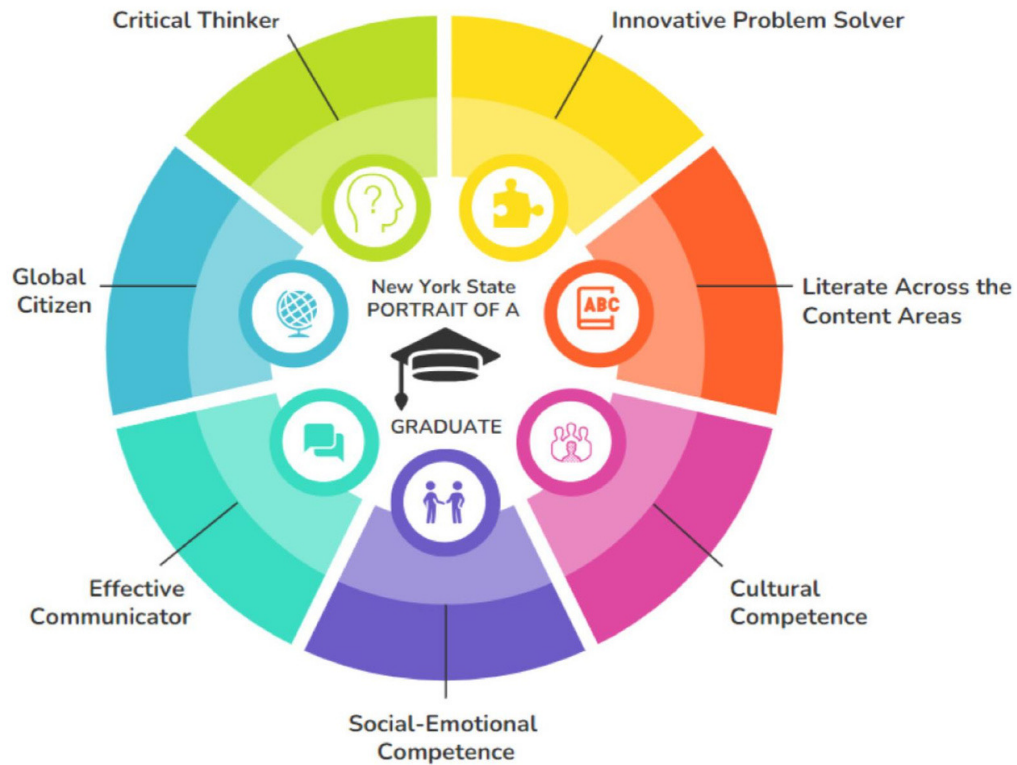 Critical Thinker
Innovative Problem Solver
Global
Citizen
New York State
PORTRAIT OF A
GRADUATE
ABC
?
Literate Across the
Content Areas
Effective
Communicator
Cultural
Competence
Social-Emotional
Competence